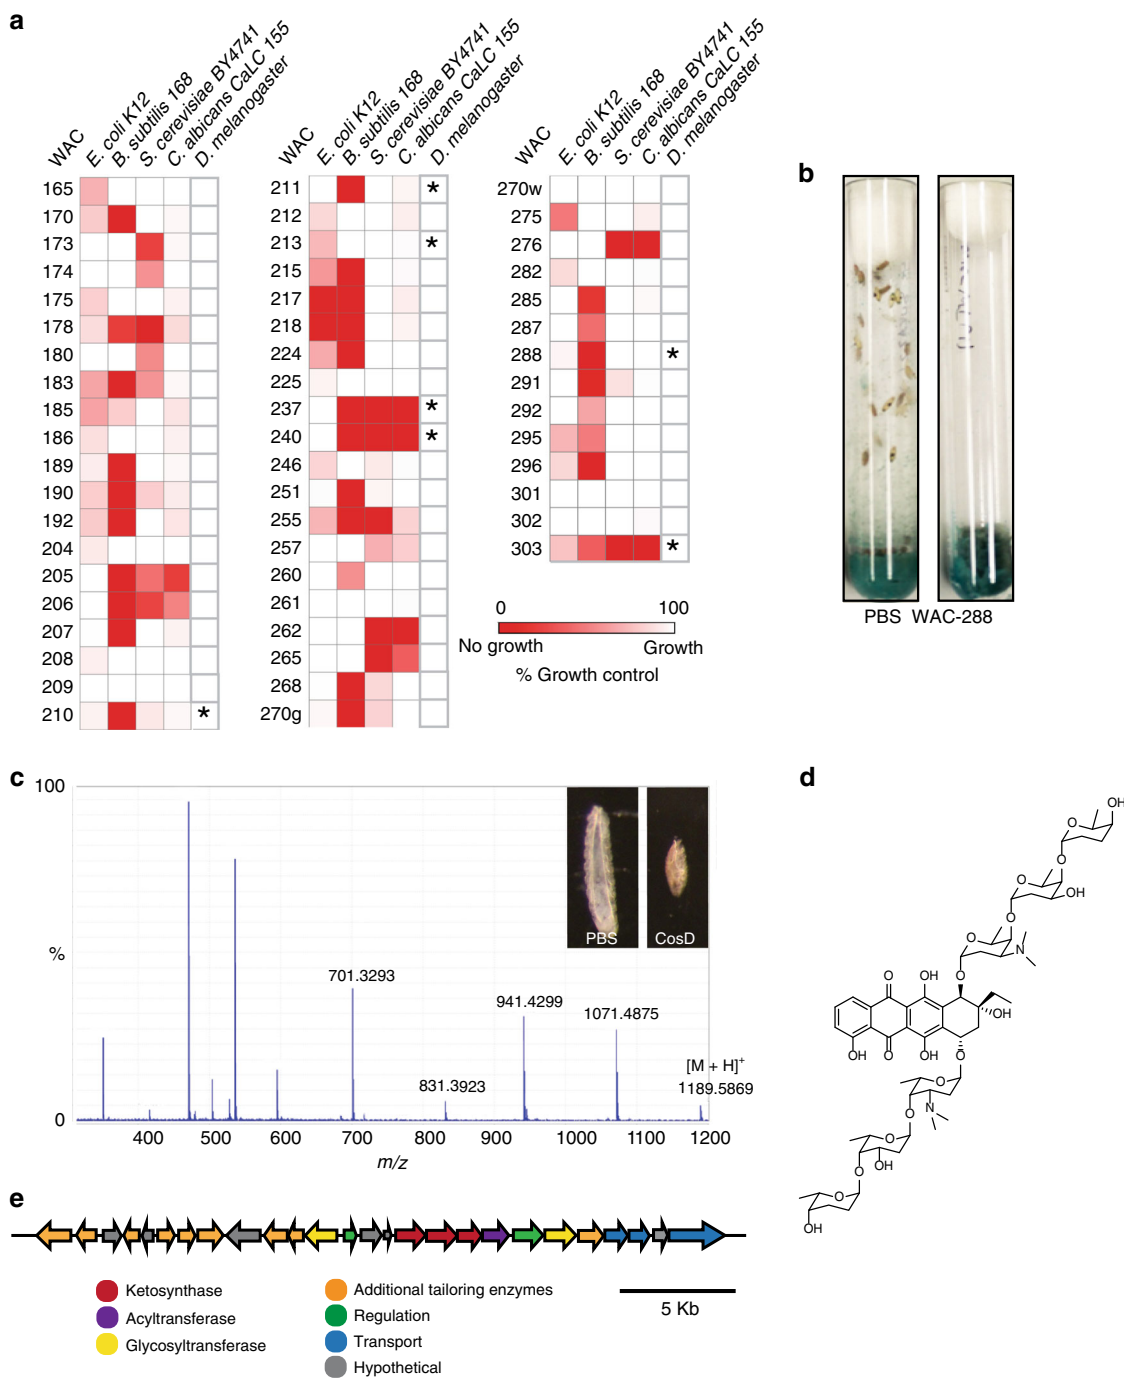 a
WAC
E. coli K12
B. subtilis 168
S. cerevisiae BY4741
C. albicans CaLC 155
D. melanogaster
165
170
173
174
175
178
180
183
185
186
189
190
192
204
205
206
207
208
209
210 *
WAC
E. coli K12
B. subtilis 168
S. cerevisiae BY4741
C. albicans CaLC 155
D. melanogaster
211 *
212
213 *
215
217
218
224
225
237 *
240 *
246
251
255
257
260
261
262
265
268
270g
WAC
E. coli K12
B. subtilis 168
S. cerevisiae BY4741
C. albicans CaLC 155
D. melanogaster
270w
275
276
282
285
287
288 *
291
292
295
296
301
302
303 *
0 100
No growth Growth
% Growth control
b
PBS WAC-288
c
100
%
0
701.3293
831.3923
941.4299
1071.4875
[M + H]+
1189.5869
PBS
CosD
400 500 600 700 800 900 1000 1100 1200
m/z
d
OH
O
O
O
OH
O
O
N
O
O
OH
O
OH
OH
O
OH
O
O
N
O
O
OH
O
O
OH
e
Ketosynthase
Acyltransferase
Glycosyltransferase
Additional tailoring enzymes
Regulation
Transport
Hypothetical
5 Kb